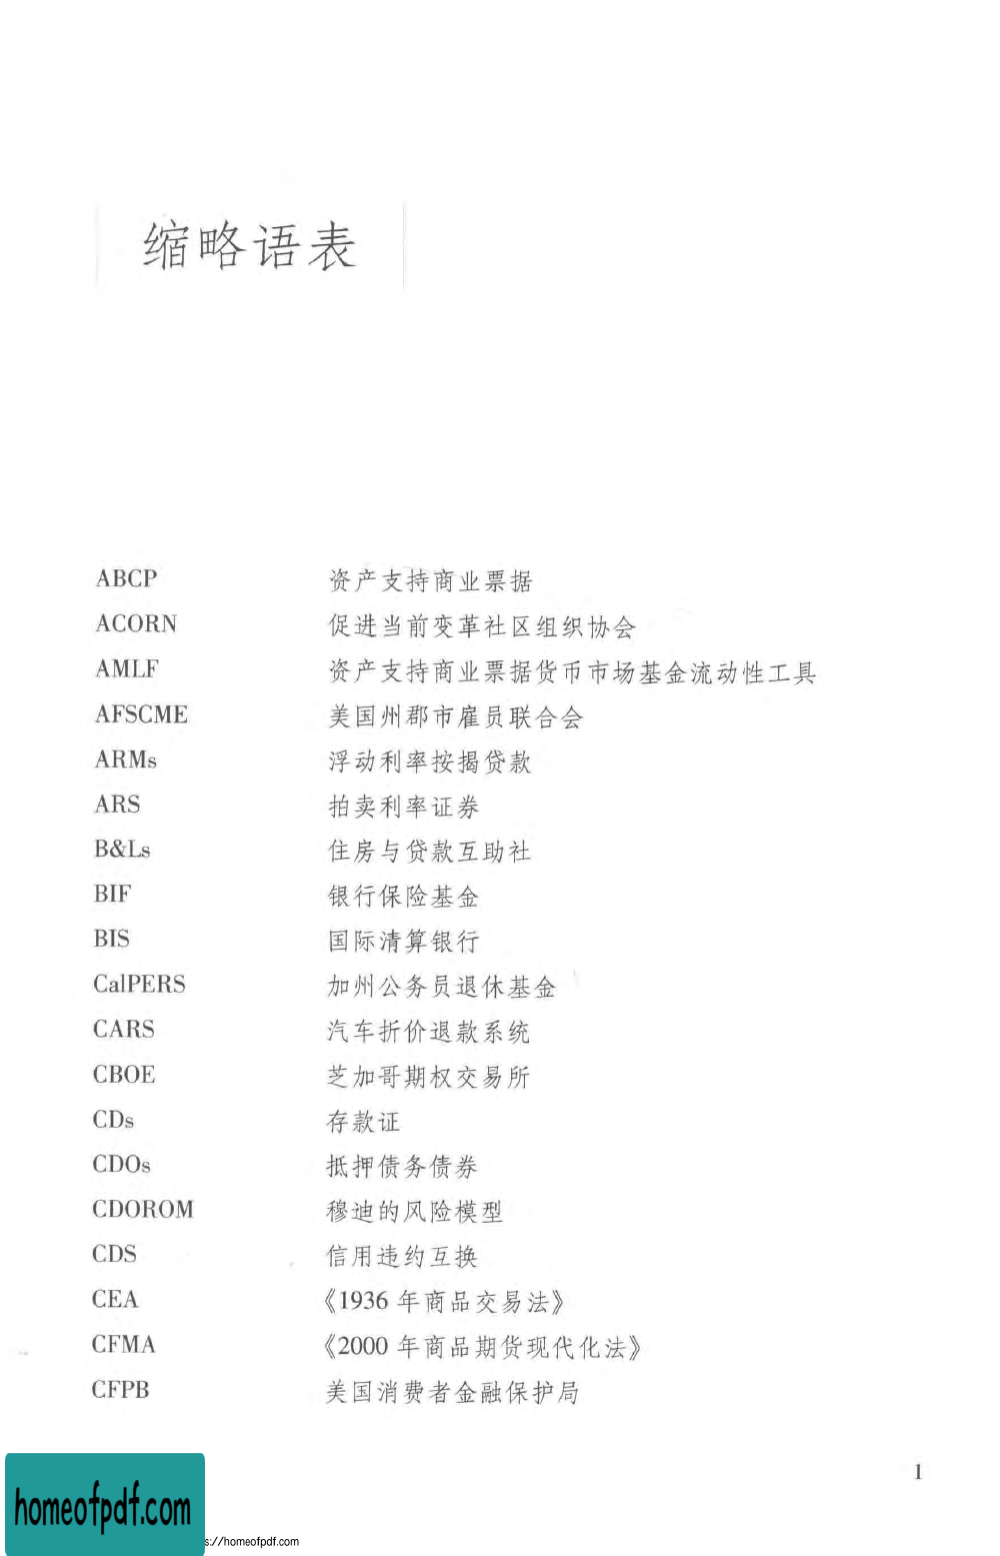 缩略语表
ABCP 资产支持商业票据
ACORN 促进当前变革社区组织协会
AMLF 资产支持商业票据货币市场基金流动性工具
AFSCME 美国州郡市雇员联合会
ARMs 浮动利率按揭贷款
ARS 拍卖利率证券
B&Ls 住房与贷款互助社
BIF 银行保险基金
BIS 国际清算银行
CalPERS 加州公务员退休基金
CARS 汽车折价退款系统
CBOE 芝加哥期权交易所
CDs 存款证
CDOs 抵押债务债券
CDOROM 穆迪的风险模型
CDS 信用违约互换
CEA 《1936 年商品交易法》
CFMA 《2000 年商品期货现代化法》
CFPB 美国消费者金融保护局
1
homeofpdf.com
s://homeofpdf.com